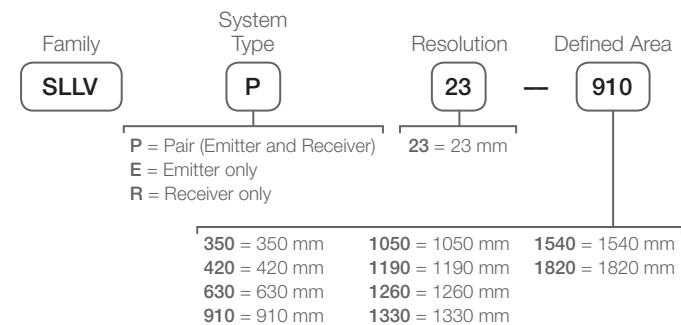 System
Family Type Resolution Defined Area
SLLV P 23 — 910
P = Pair (Emitter and Receiver) 23 = 23 mm
E = Emitter only
R = Receiver only
350 = 350 mm 1050 = 1050 mm 1540 = 1540 mm
420 = 420 mm 1190 = 1190 mm 1820 = 1820 mm
630 = 630 mm 1260 = 1260 mm
910 = 910 mm 1330 = 1330 mm